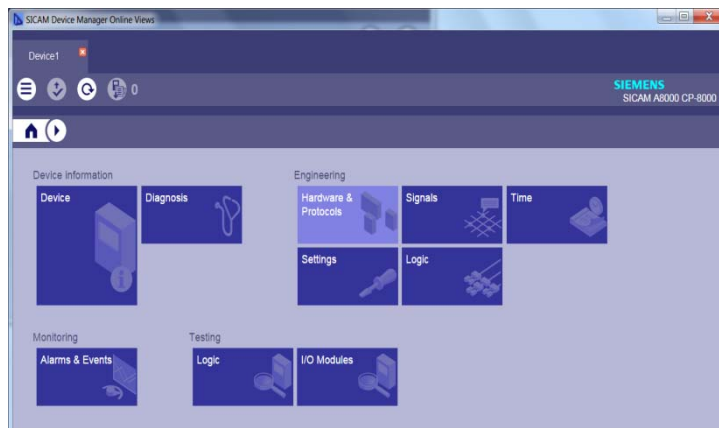 SICAM Device Manager Online Views
Device1
0
SIEMENS
SICAM A8000 CP-8000
Device information
Engineering
Device
Diagnosis
Hardware &
Protocols
Signals
Time
Settings
Logic
Monitoring
Testing
Alarms & Events
Logic
I/O Modules